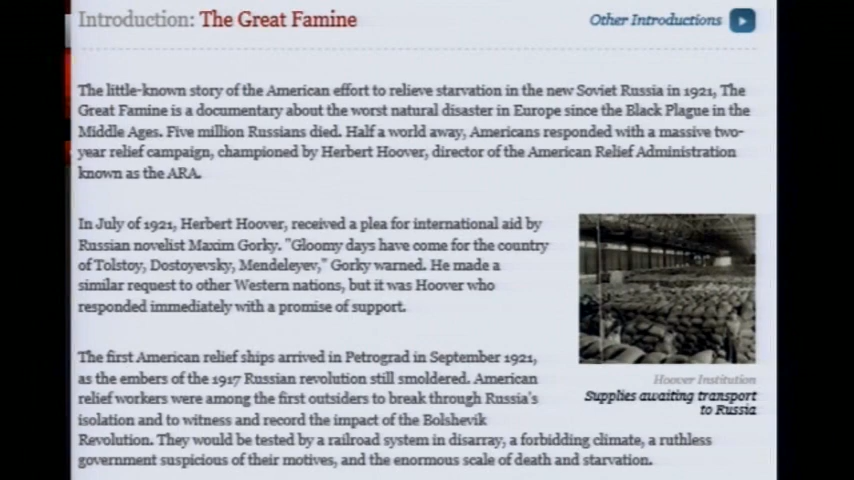 Introduction: The Great Famine
Other Introductions
The little-known story of the American effort to relieve starvation in the new Soviet Russia in 1921, The
Great Famine is a documentary about the worst natural disaster in Europe since the Black Plague in the
Middle Ages. Five million Russians died. Half a world away, Americans responded with a massive two-
year relief campaign, championed by Herbert Hoover, director of the American Relief Administration
known as the ARA.
In July of 1921, Herbert Hoover, received a plea for international aid by
Russian novelist Maxim Gorky. "Gloomy days have come for the country
of Tolstoy, Dostoyevsky, Mendeleyev," Gorky warned. He made a
similar request to other Western nations, but it was Hoover who
responded immediately with a promise of support.
Hoover Institution
Supplies awaiting transport
to Russia
The first American relief ships arrived in Petrograd in September 1921,
as the embers of the 1917 Russian revolution still smoldered. American
relief workers were among the first outsiders to break through Russia's
isolation and to witness and record the impact of the Bolshevik
Revolution. They would be tested by a railroad system in disarray, a forbidding climate, a ruthless
government suspicious of their motives, and the enormous scale of death and starvation.